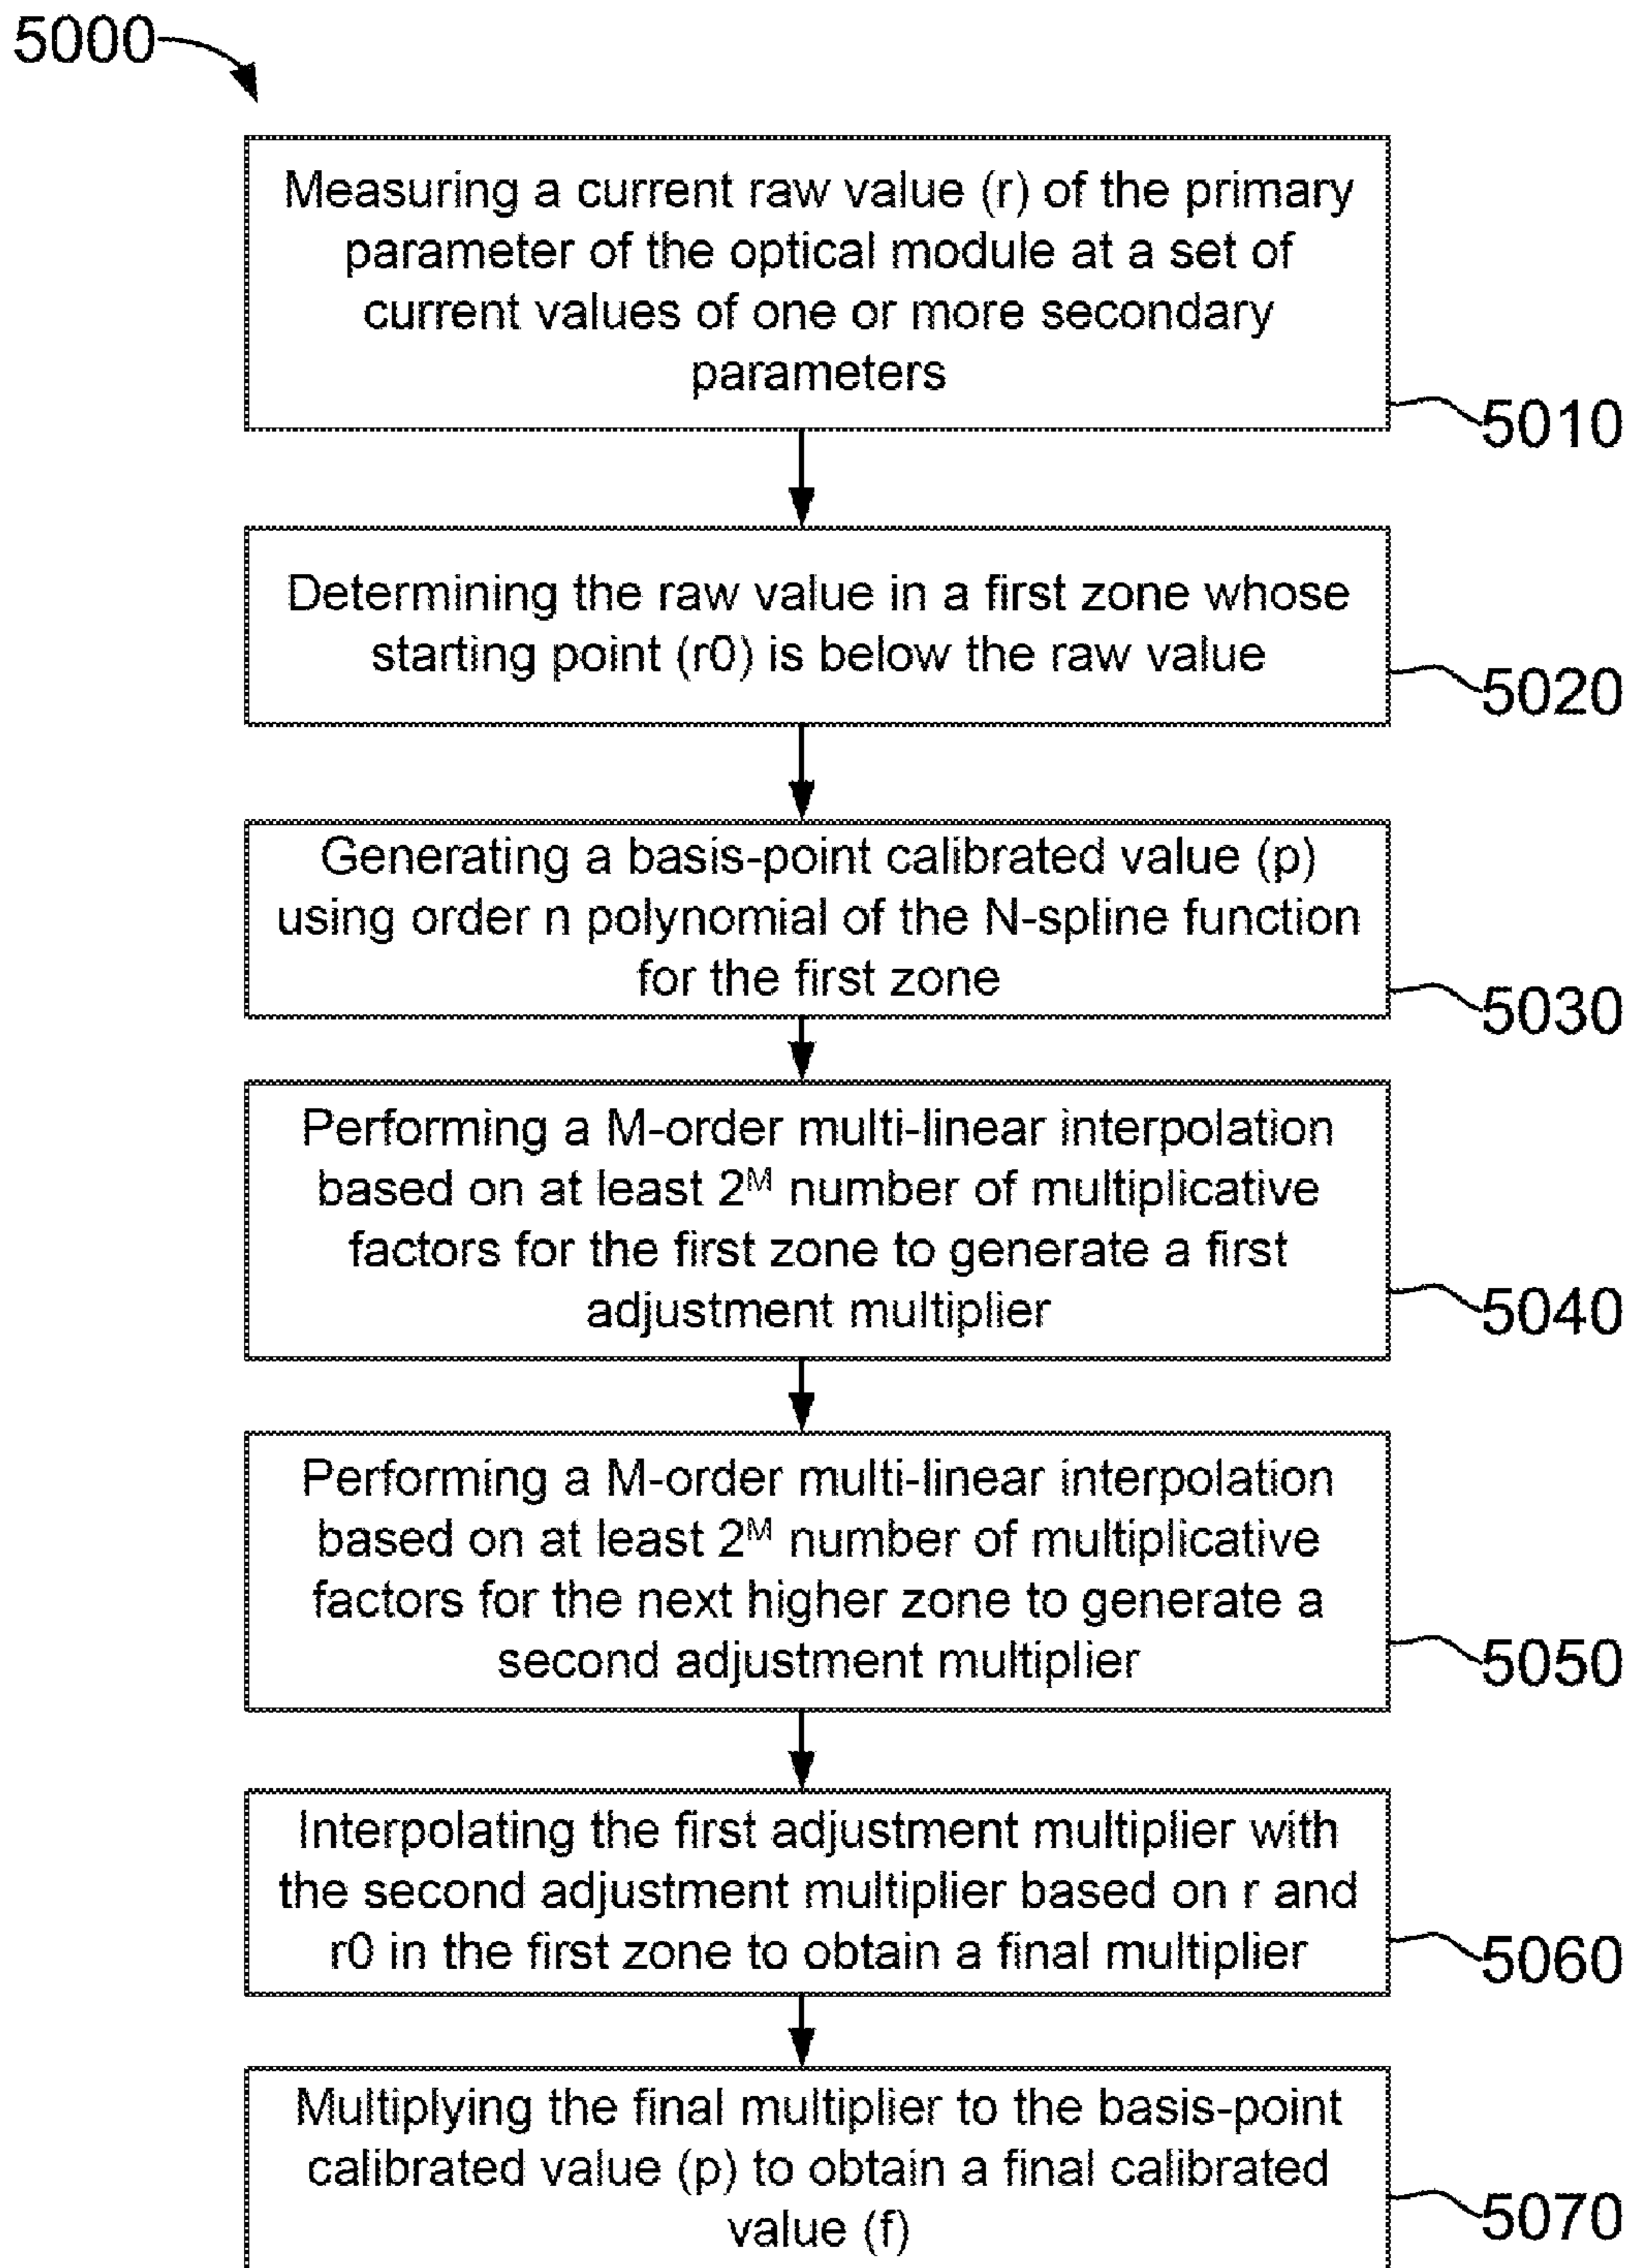 5000
Measuring a current raw value (r) of the primary
parameter of the optical module at a set of
current values of one or more secondary
parameters
5010
Determining the raw value in a first zone whose
starting point (r0) is below the raw value
5020
Generating a basis-point calibrated value (p)
using order n polynomial of the N-spline function
for the first zone
5030
Performing a M-order multi-linear interpolation
based on at least 2^M number of multiplicative
factors for the first zone to generate a first
adjustment multiplier
5040
Performing a M-order multi-linear interpolation
based on at least 2^M number of multiplicative
factors for the next higher zone to generate a
second adjustment multiplier
5050
Interpolating the first adjustment multiplier with
the second adjustment multiplier based on r and
r0 in the first zone to obtain a final multiplier
5060
Multiplying the final multiplier to the basis-point
calibrated value (p) to obtain a final calibrated
value (f)
5070